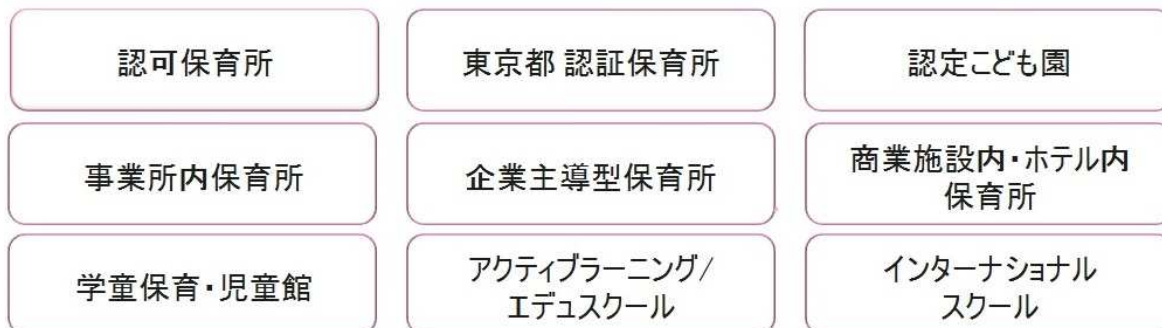 認可保育所
東京都 認証保育所
認定こども園
事業所内保育所
企業主導型保育所
商業施設内・ホテル内
保育所
学童保育・児童館
アクティブラーニング/
エデュスクール
インターナショナル
スクール